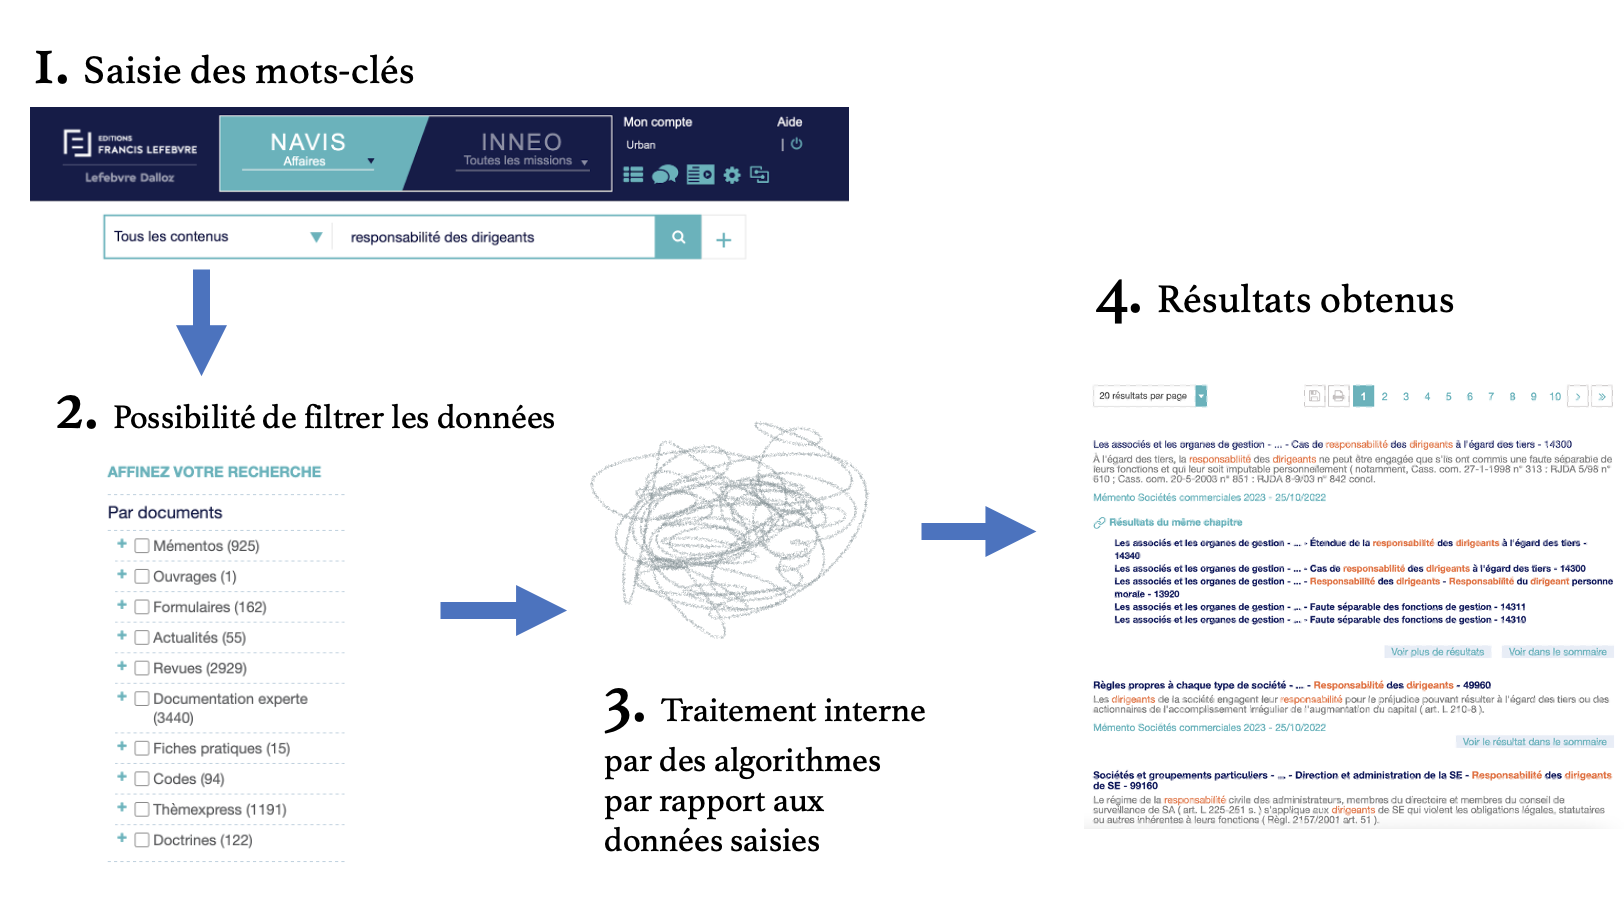 1. Saisie des mots-clés
EDITIONS
FRANCIS LEFEBVRE
Lefebvre Dalloz
NAVIS
Affaires
INNEO
Toutes les missions
Mon compte
Aide
Urban
Tous les contenus
responsabilité des dirigeants
2. Possibilité de filtrer les données
AFFINEZ VOTRE RECHERCHE
Par documents
Mémentos (925)
Ouvrages (1)
Formulaires (162)
Actualités (55)
Revues (2929)
Documentation experte
(3440)
Fiches pratiques (15)
Codes (94)
Thèmexpress (1191)
Doctrines (122)
3. Traitement interne
par des algorithmes
par rapport aux
données saisies
4. Résultats obtenus
20 résultats par page
1 2 3 4 5 6 7 8 9 10 > »
Les associés et les organes de gestion - ... - Cas de responsabilité des dirigeants à l'égard des tiers - 14300
À l'égard des tiers, la responsabilité des dirigeants ne peut être engagée que s'ils ont commis une faute séparable de
leurs fonctions et qui leur soit imputable personnellement ( notamment, Cass. com. 27-1-1998 n° 313 : RJDA 5/98 n°
610 ; Cass. com. 20-5-2003 n° 851 : RJDA 8-9/03 n° 842 concl.
Mémento Sociétés commerciales 2023 - 25/10/2022
Résultats du même chapitre
Les associés et les organes de gestion - ... - Étendue de la responsabilité des dirigeants à l'égard des tiers -
14340
Les associés et les organes de gestion - ... - Cas de responsabilité des dirigeants à l'égard des tiers - 14300
Les associés et les organes de gestion - ... - Responsabilité des dirigeants - Responsabilité du dirigeant personne
morale - 13920
Les associés et les organes de gestion - ... - Faute séparable des fonctions de gestion - 14311
Les associés et les organes de gestion - ... - Faute séparable des fonctions de gestion - 14310
Voir plus de résultats
Voir dans le sommaire
Règles propres à chaque type de société - ... - Responsabilité des dirigeants - 49960
Les dirigeants de la société engagent leur responsabilité pour le préjudice pouvant résulter à l'égard des tiers ou des
actionnaires de l'accomplissement irrégulier de l'augmentation du capital ( art. L 210-8 ).
Mémento Sociétés commerciales 2023 - 25/10/2022
Voir le résultat dans le sommaire
Sociétés et groupements particuliers - ... - Direction et administration de la SE - Responsabilité des dirigeants
de SE - 99160
Le régime de la responsabilité civile des administrateurs, membres du directoire et membres du conseil de
surveillance de SA ( art. L 225-251 s. ) s'applique aux dirigeants de SE qui violent les obligations légales, statutaires
ou autres inhérentes à leurs fonctions ( Règl. 2157/2001 art. 51 ).